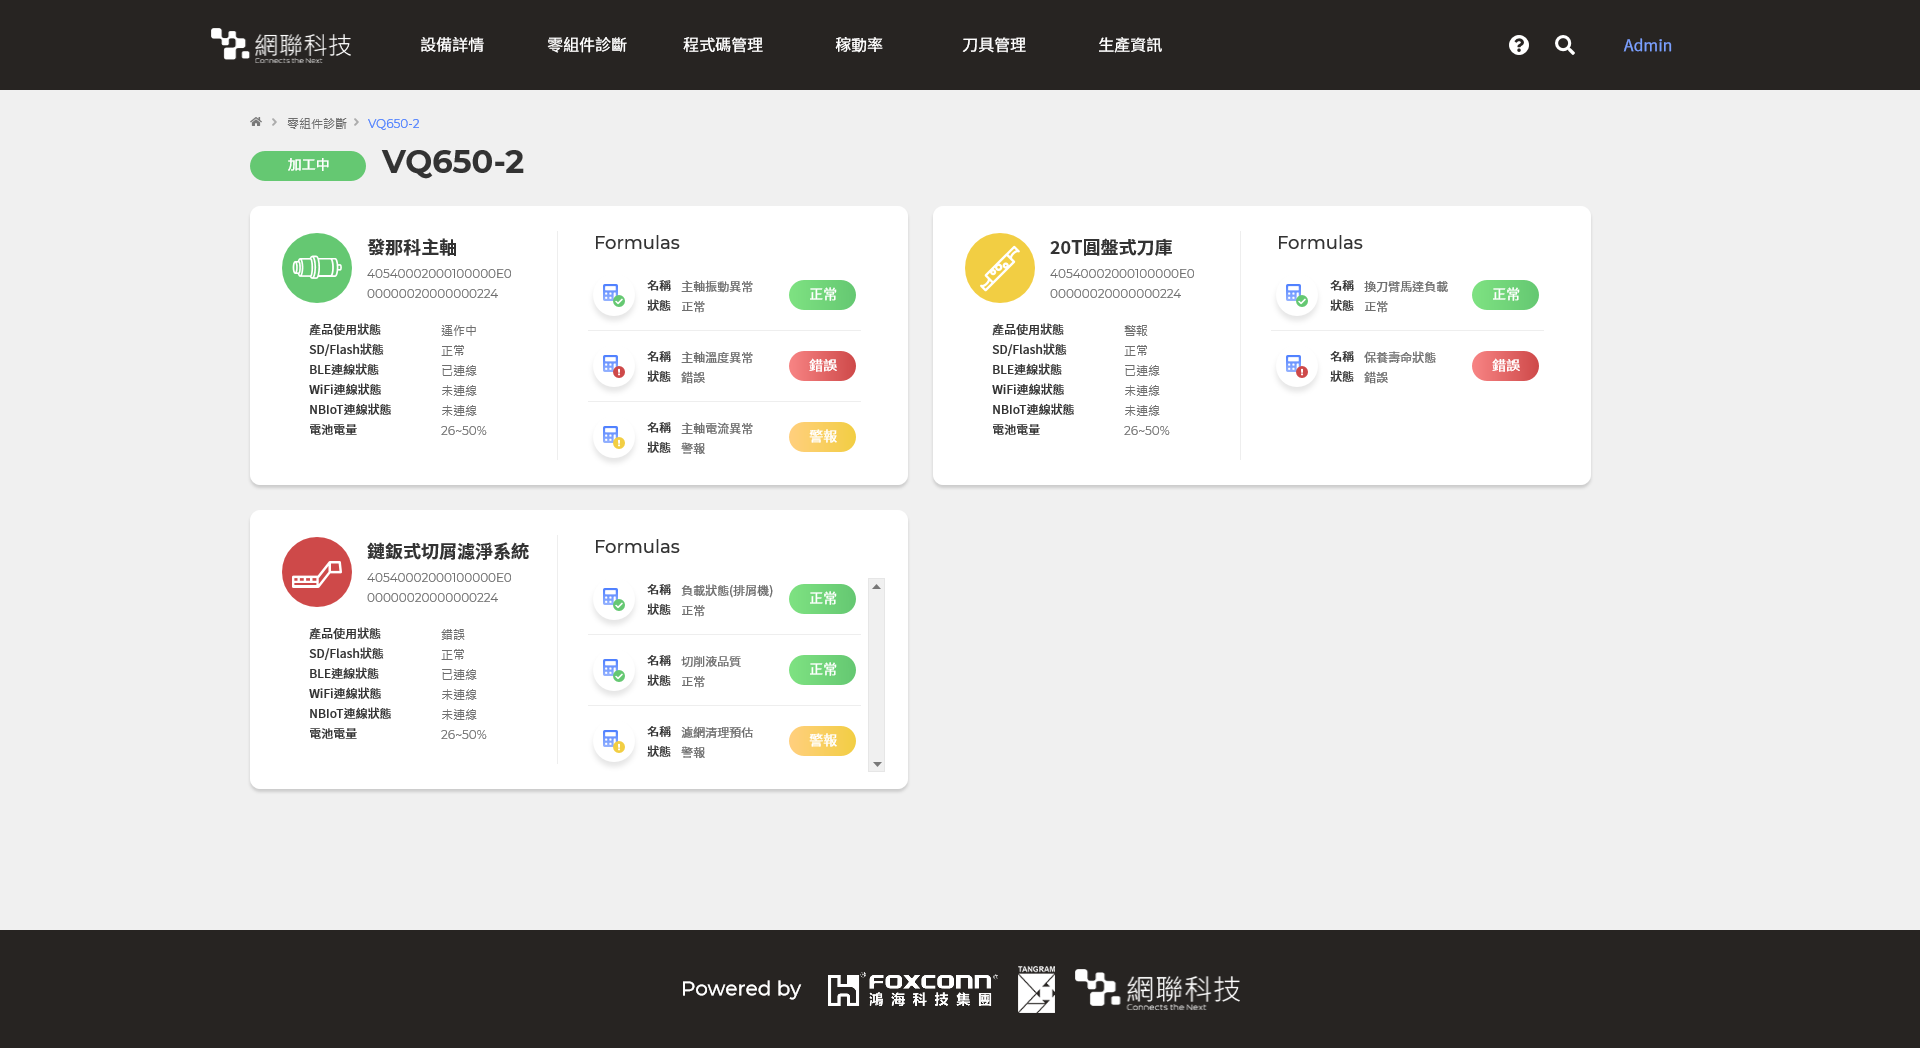 網聯科技
Connects the Next
設備詳情
零組件診斷
程式碼管理
稼動率
刀具管理
生產資訊
Admin
零組件診斷
VQ650-2
加工中
VQ650-2
發那科主軸
40540002000100000E0
00000020000000224
產品使用狀態 運作中
SD/Flash狀態 正常
BLE連線狀態 已連線
WiFi連線狀態 未連線
NBIoT連線狀態 未連線
電池電量 26~50%
Formulas
名稱 主軸振動異常
狀態 正常
正常
名稱 主軸溫度異常
狀態 錯誤
錯誤
名稱 主軸電流異常
狀態 警報
警報
20T圓盤式刀庫
40540002000100000E0
00000020000000224
產品使用狀態 警報
SD/Flash狀態 正常
BLE連線狀態 已連線
WiFi連線狀態 未連線
NBIoT連線狀態 未連線
電池電量 26~50%
Formulas
名稱 換刀臂馬達負載
狀態 正常
正常
名稱 保養壽命狀態
狀態 錯誤
錯誤
鏈鈑式切屑濾淨系統
40540002000100000E0
00000020000000224
產品使用狀態 錯誤
SD/Flash狀態 正常
BLE連線狀態 已連線
WiFi連線狀態 未連線
NBIoT連線狀態 未連線
電池電量 26~50%
Formulas
名稱 負載狀態(排屑機)
狀態 正常
正常
名稱 切削液品質
狀態 正常
正常
名稱 濾網清理預估
狀態 警報
警報
Powered by
FOXCONN
鴻海科技集團
TANGRAM
網聯科技
Connects the Next